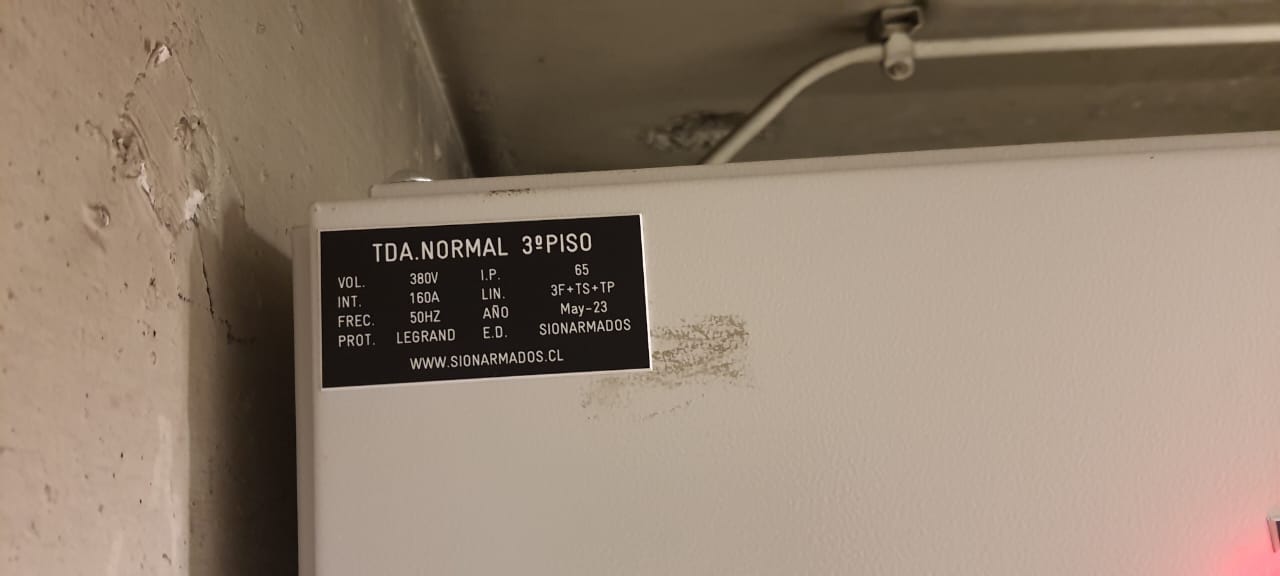 TDA.NORMAL 3ºPISO
VOL. 380V I.P. 65
INT. 160A LIN. 3F+TS+TP
FREC. 50HZ AÑO May-23
PROT. LEGRAND E.D. SIONARMADOS
WWW.SIONARMADOS.CL